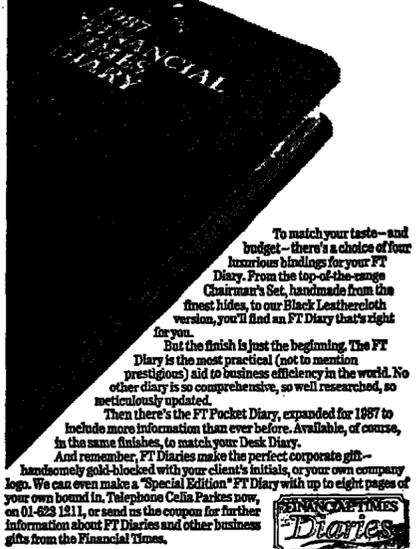 1987
FINANCIAL
TIMES
DIARY
To match your taste—and
budget—there's a choice of four
luxurious bindings for your FT
Diary. From the top-of-the-range
Chairman's Set, handmade from the
finest hides, to our Black Leathercloth
version, you'll find an FT Diary that's right
for you.
But the finish is just the beginning. The FT
Diary is the most practical (not to mention
prestigious) aid to business efficiency in the world. No
other diary is so comprehensive, so well researched, so
meticulously updated.
Then there's the FT Pocket Diary, expanded for 1987 to
include more information than ever before. Available, of course,
in the same finishes, to match your Desk Diary.
And remember, FT Diaries make the perfect corporate gift—
handsomely gold-blocked with your client's initials, or your own company
logo. We can even make a "Special Edition" FT Diary with up to eight pages of
your own bound in. Telephone Celia Parkes now,
on 01-623 1211, or send us the coupon for further
information about FT Diaries and other business
gifts from the Financial Times.
FINANCIAL TIMES
Diaries